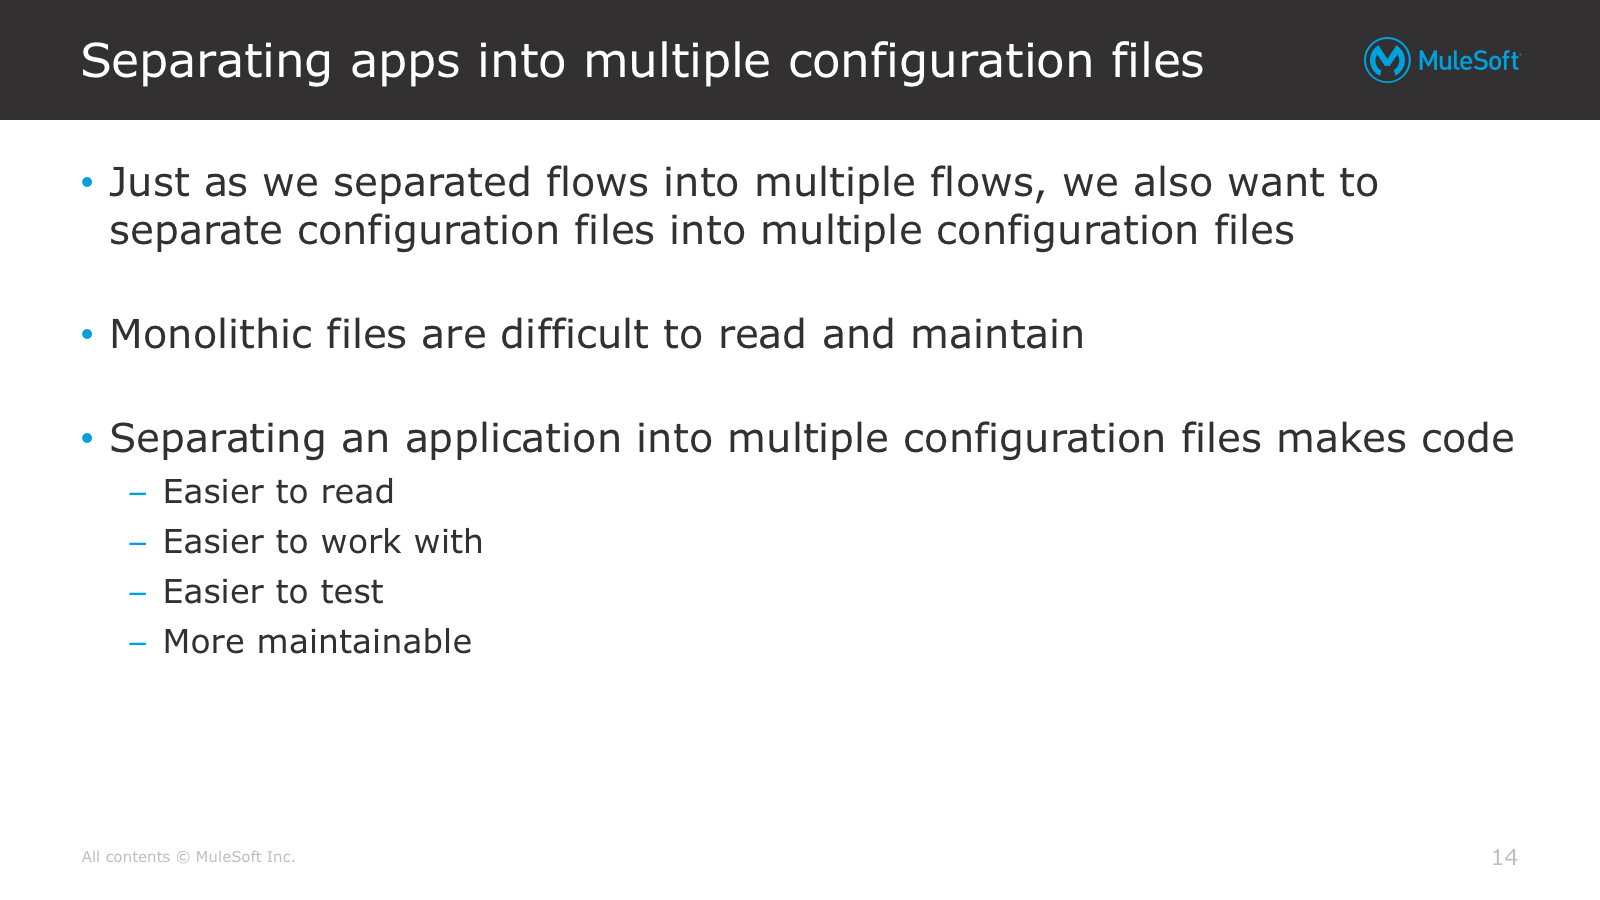 Separating apps into multiple configuration files
MuleSoft
• Just as we separated flows into multiple flows, we also want to
separate configuration files into multiple configuration files
• Monolithic files are difficult to read and maintain
• Separating an application into multiple configuration files makes code
– Easier to read
– Easier to work with
– Easier to test
– More maintainable
All contents © MuleSoft Inc.
14